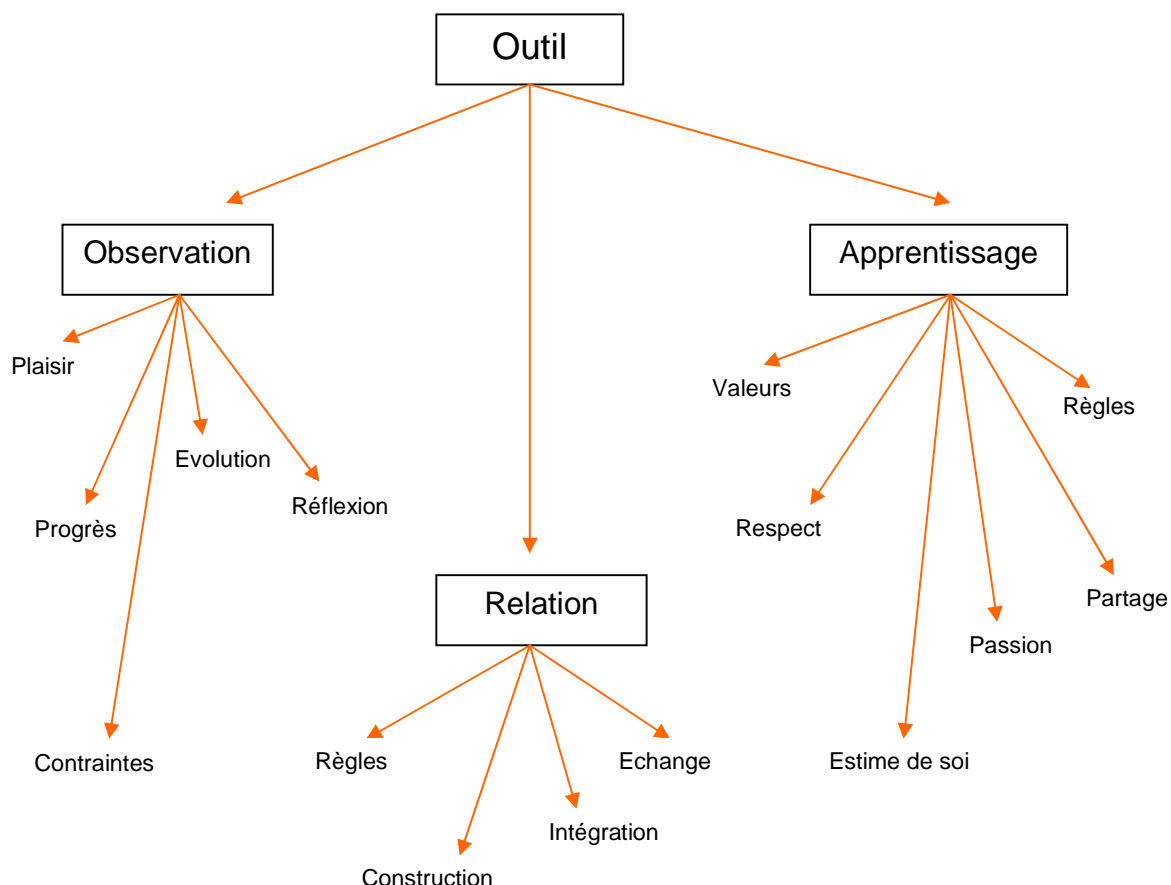 Outil
Observation
Apprentissage
Plaisir
Valeurs
Règles
Evolution
Réflexion
Progrès
Respect
Relation
Partage
Passion
Contraintes
Règles
Echange
Estime de soi
Intégration
Construction